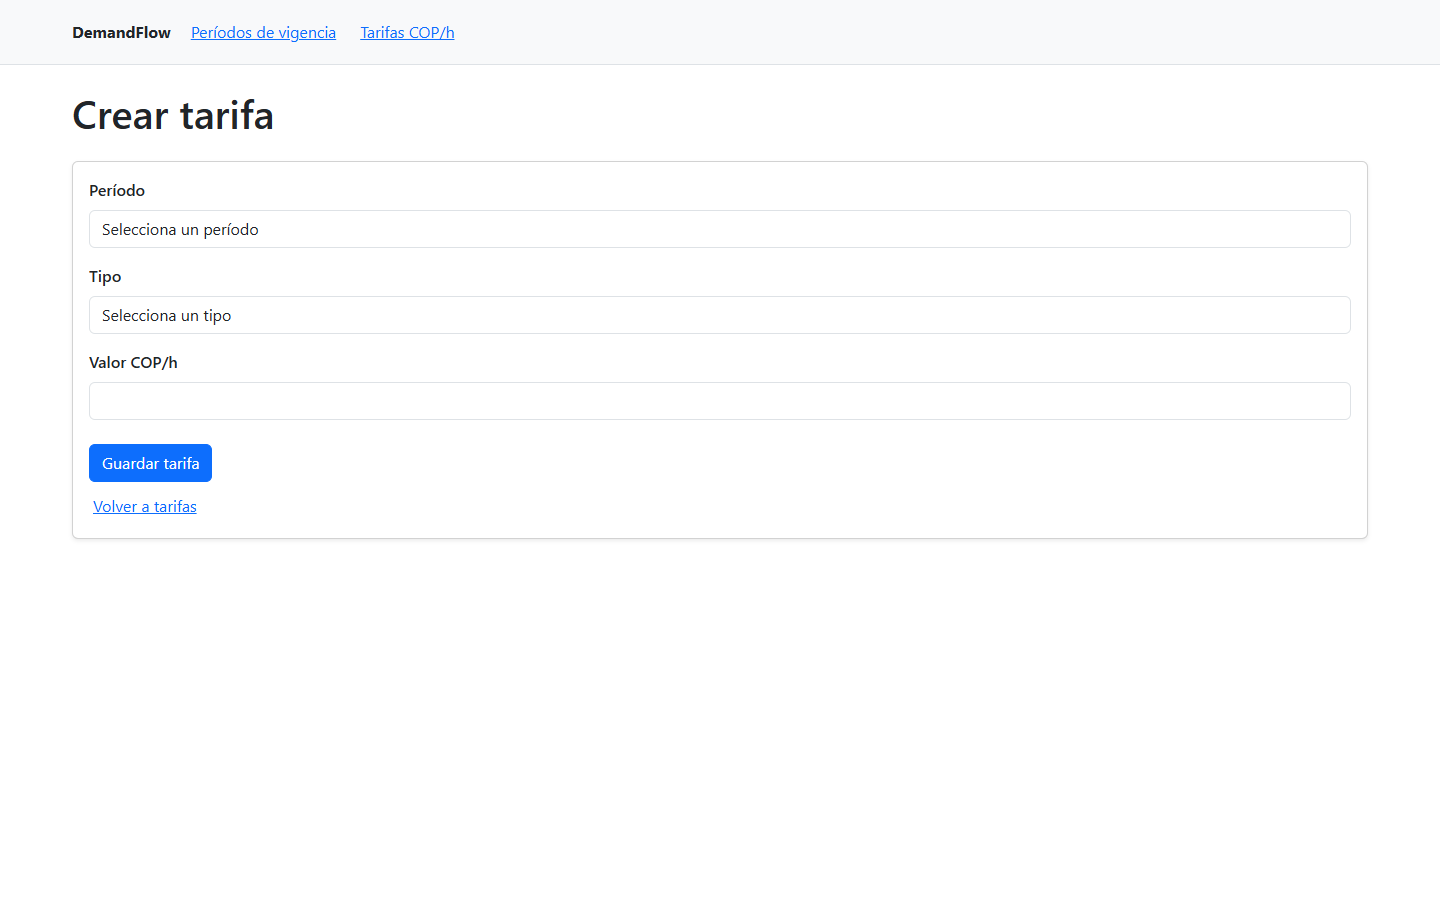 DemandFlow Períodos de vigencia Tarifas COP/h
Crear tarifa
Período
Selecciona un período
Tipo
Selecciona un tipo
Valor COP/h
Guardar tarifa
Volver a tarifas